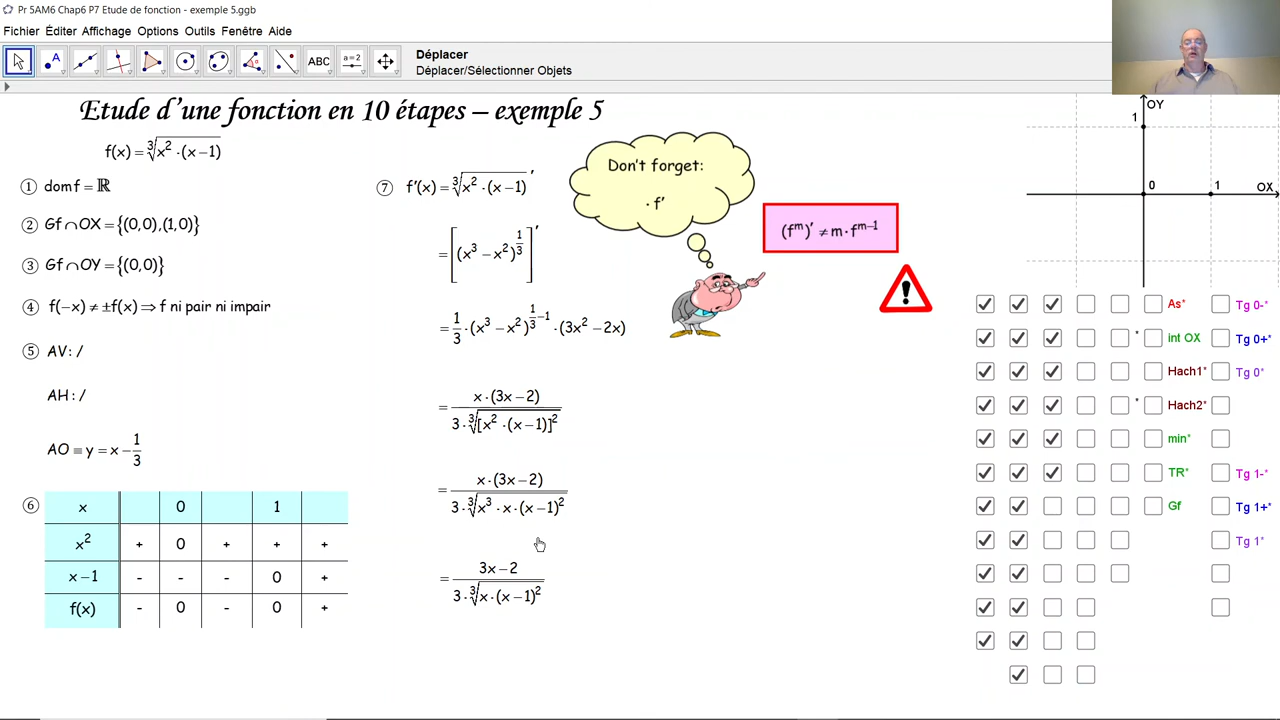 Pr 5AM6 Chap6 P7 Etude de fonction - exemple 5.ggb
Fichier Éditer Affichage Options Outils Fenêtre Aide
A ABC a=2
Déplacer
Déplacer/Sélectionner Objets
Etude d'une fonction en 10 étapes – exemple 5
f(x) = ∛(x² · (x – 1))
① dom f = ℝ
② Gf ∩ OX = {(0,0),(1,0)}
③ Gf ∩ OY = {(0,0)}
④ f(–x) ≠ ±f(x) ⇒ f ni pair ni impair
⑤ AV : /
AH : /
AO ≡ y = x – 1/3
⑥ x 0 1
x² + 0 + + +
x – 1 - - - 0 +
f(x) - 0 - 0 +
⑦ f'(x) = ∛(x² · (x – 1)) '
= [(x³ – x²)^(1/3)]'
= 1/3 · (x³ – x²)^(1/3 – 1) · (3x² – 2x)
= x · (3x – 2) / 3 · ∛([x² · (x – 1)]²)
= x · (3x – 2) / 3 · ∛(x³ · x · (x – 1)²)
= 3x – 2 / 3 · ∛(x · (x – 1)²)
Don't forget:
· f'
(f^m)' ≠ m · f^(m–1)
!
OY
1
0 1 OX
As* Tg 0-*
* int OX Tg 0+*
Hach1* Tg 0*
* Hach2*
min*
TR* Tg 1-*
Gf Tg 1+*
Tg 1*